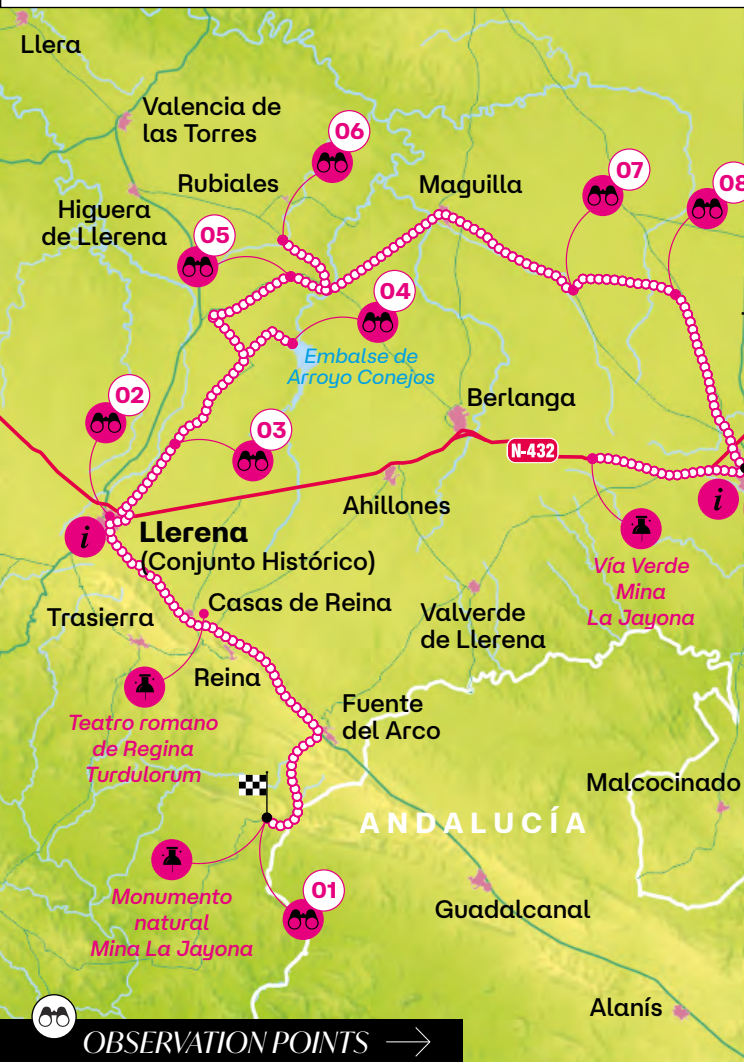 Llera
Valencia de
las Torres
06
Rubiales
Maguilla
07
08
Higuera
de Llerena
05
04
Embalse de
Arroyo Conejos
02
Berlanga
03
N-432
Ahillones
i
i
Llerena
(Conjunto Histórico)
Vía Verde
Mina
La Jayona
Casas de Reina
Trasierra
Valverde
de Llerena
Reina
Teatro romano
de Regina
Turdulorum
Fuente
del Arco
Malcocinado
ANDALUCÍA
Monumento
natural
Mina La Jayona
01
Guadalcanal
Alanís
OBSERVATION POINTS